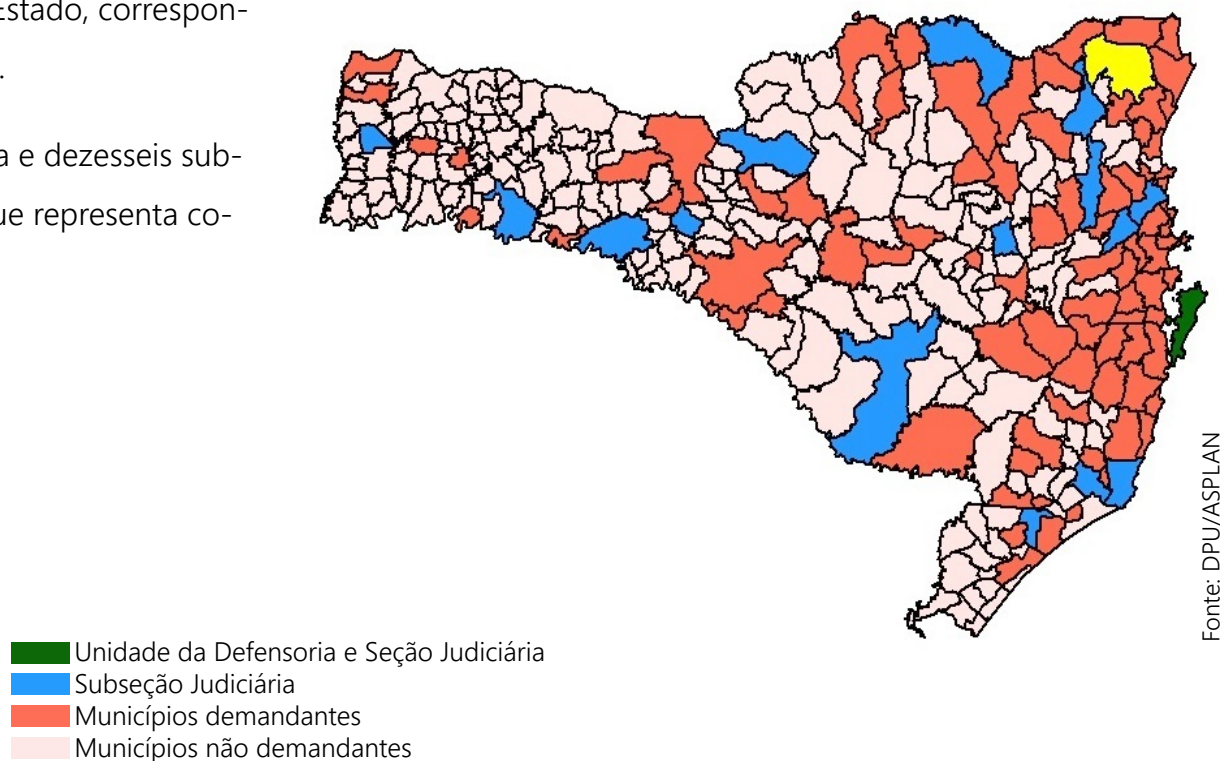 Estado, correspon-
.
a e dezesseis sub-
ue representa co-
Fonte: DPU/ASPLAN
Unidade da Defensoria e Seção Judiciária
Subseção Judiciária
Municípios demandantes
Municípios não demandantes